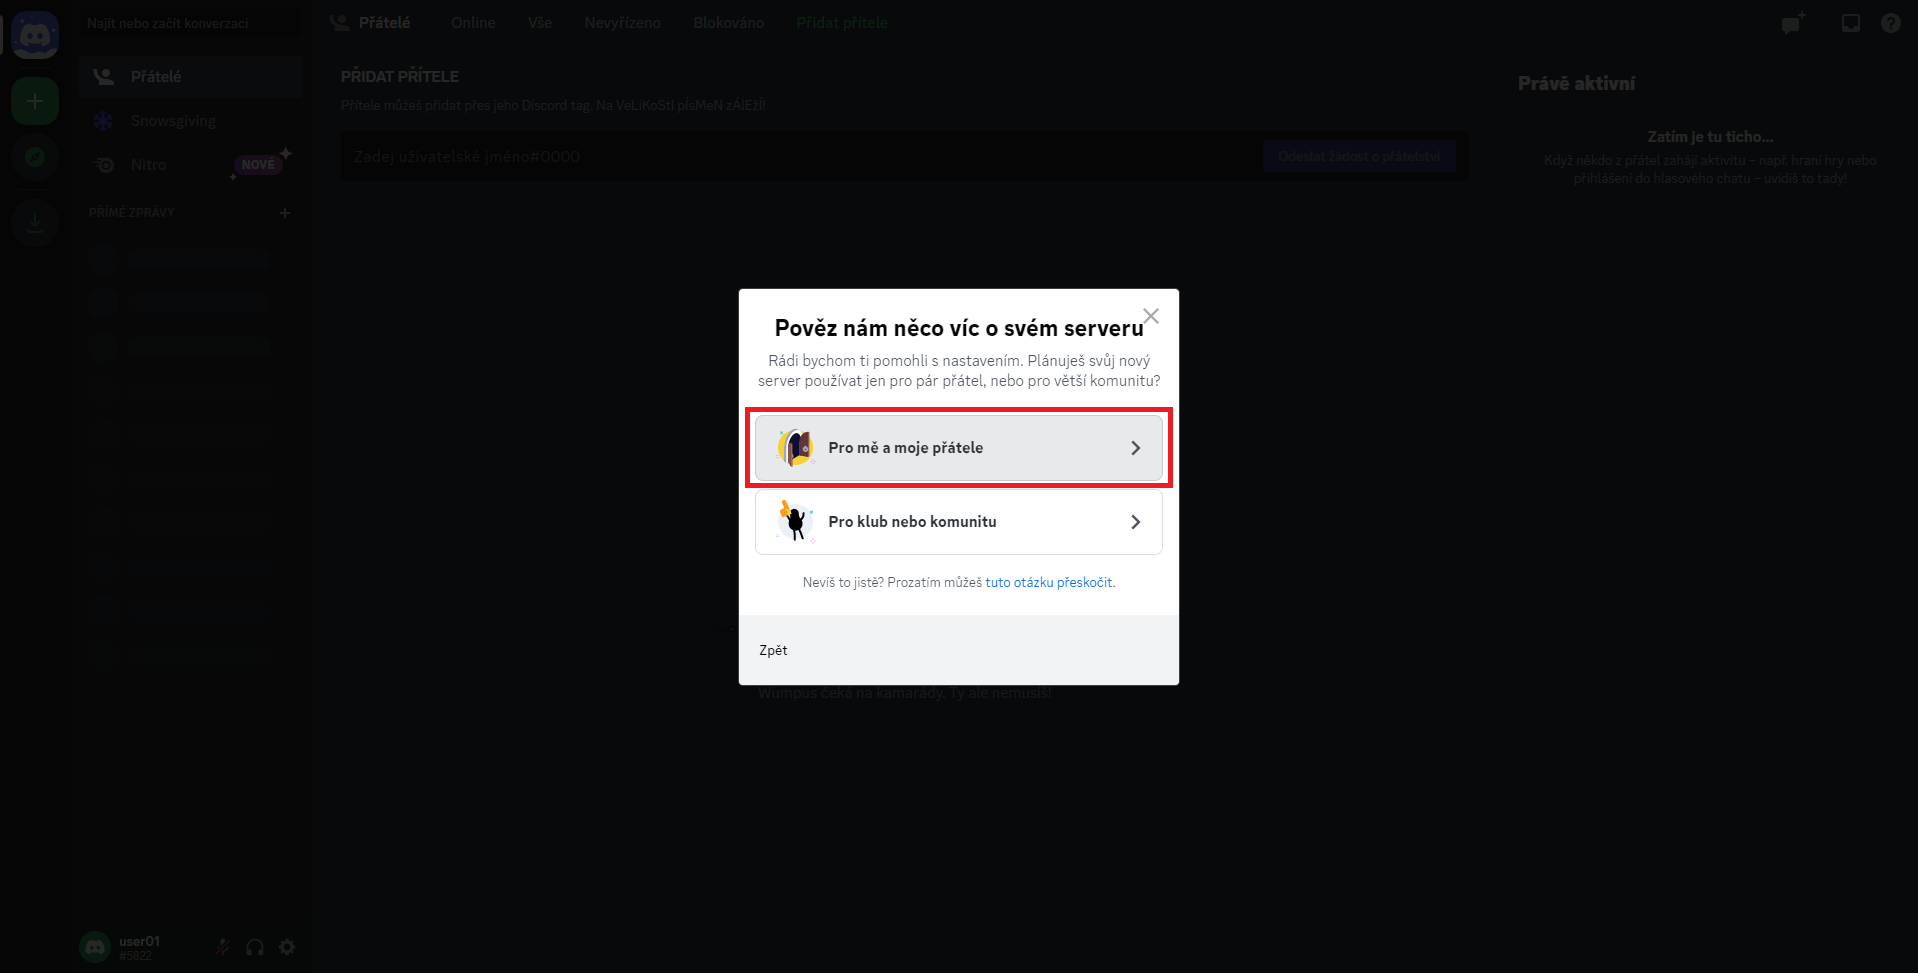 Najít nebo začít konverzaci
Přátelé
Snowsgiving
Nitro
NOVÉ
PŘÍMÉ ZPRÁVY
user01
#5822
Přátelé
Online
Vše
Nevyřízeno
Blokováno
Přidat přítele
PŘIDAT PŘÍTELE
Přítele můžeš přidat přes jeho Discord tag. Na VeLiKoStI písMeN zÁlEžÍ!
Zadej uživatelské jméno#0000
Odeslat žádost o přátelství
Právě aktivní
Zatím je tu ticho...
Když někdo z přátel zahájí aktivitu – např. hraní hry nebo
přihlášení do hlasového chatu – uvidíš to tady!
Pověz nám něco víc o svém serveru
Rádi bychom ti pomohli s nastavením. Plánuješ svůj nový
server používat jen pro pár přátel, nebo pro větší komunitu?
Pro mě a moje přátele
Pro klub nebo komunitu
Nevíš to jistě? Prozatím můžeš tuto otázku přeskočit.
Zpět
Wumpus čeká na kamarády. Ty ale nemusíš!